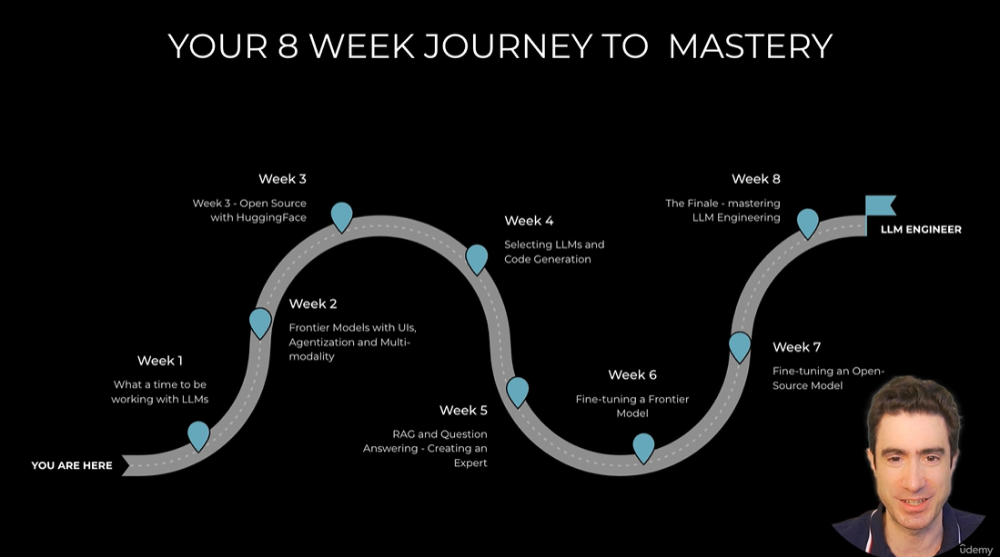 YOUR 8 WEEK JOURNEY TO MASTERY
Week 3
Week 3 - Open Source
with HuggingFace
Week 8
The Finale - mastering
LLM Engineering
LLM ENGINEER
Week 4
Selecting LLMs and
Code Generation
Week 2
Frontier Models with UIs,
Agentization and Multi-
modality
Week 1
What a time to be
working with LLMs
Week 7
Fine-tuning an Open-
Source Model
Week 6
Fine-tuning a Frontier
Model
Week 5
RAG and Question
Answering - Creating an
Expert
YOU ARE HERE
ûdemy